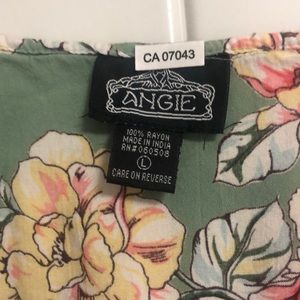 CA 07043
ANGIE
100% RAYON
MADE IN INDIA
RN#060508
L
CARE ON REVERSE